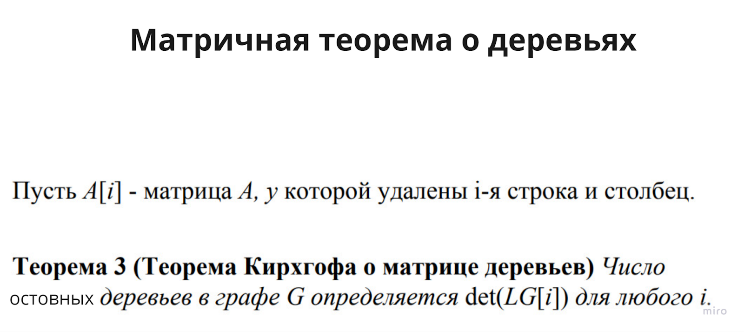 Матричная теорема о деревьях
Пусть A[i] - матрица A, у которой удалены i-я строка и столбец.
Теорема 3 (Теорема Кирхгофа о матрице деревьев) Число
остовных деревьев в графе G определяется det(LG[i]) для любого i.
miro